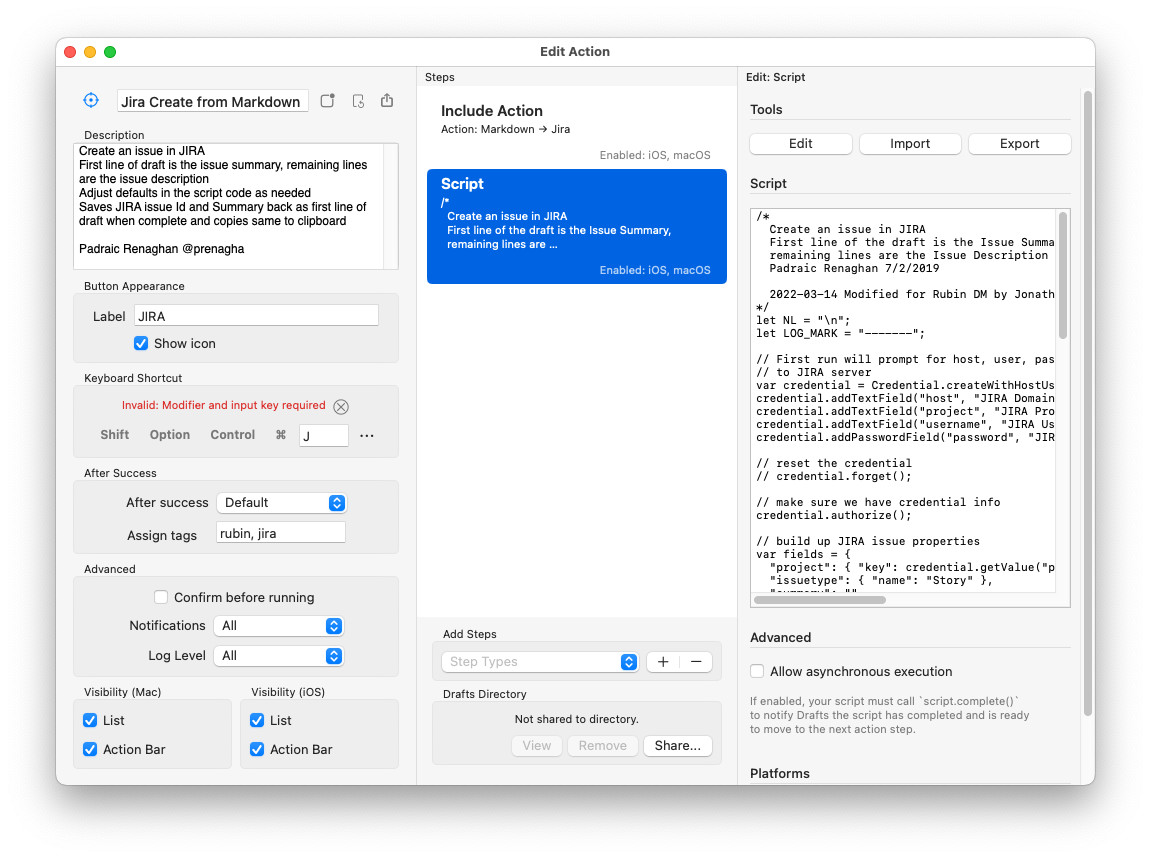 Edit Action
Jira Create from Markdown
Description
Create an issue in JIRA
First line of draft is the issue summary, remaining lines
are the issue description
Adjust defaults in the script code as needed
Saves JIRA issue Id and Summary back as first line of
draft when complete and copies same to clipboard
Padraic Renaghan @prenagha
Button Appearance
Label JIRA
Show icon
Keyboard Shortcut
Invalid: Modifier and input key required
Shift Option Control ⌘ J ...
After Success
After success Default
Assign tags rubin, jira
Advanced
Confirm before running
Notifications All
Log Level All
Visibility (Mac)
List
Action Bar
Visibility (iOS)
List
Action Bar
Steps
Include Action
Action: Markdown → Jira
Enabled: iOS, macOS
Script
/*
Create an issue in JIRA
First line of the draft is the Issue Summary,
remaining lines are ...
Enabled: iOS, macOS
Add Steps
Step Types + −
Drafts Directory
Not shared to directory.
View Remove Share...
Edit: Script
Tools
Edit Import Export
Script
/*
  Create an issue in JIRA
  First line of the draft is the Issue Summa
  remaining lines are the Issue Description
  Padraic Renaghan 7/2/2019
  2022-03-14 Modified for Rubin DM by Jonath
*/
let NL = "\n";
let LOG_MARK = "-------";
// First run will prompt for host, user, pas
// to JIRA server
var credential = Credential.createWithHostUs
credential.addTextField("host", "JIRA Domain
credential.addTextField("project", "JIRA Pro
credential.addTextField("username", "JIRA Us
credential.addPasswordField("password", "JIR
// reset the credential
// credential.forget();
// make sure we have credential info
credential.authorize();
// build up JIRA issue properties
var fields = {
  "project": { "key": credential.getValue("p
  "issuetype": { "name": "Story" },
  "summary": ""
Advanced
Allow asynchronous execution
If enabled, your script must call `script.complete()`
to notify Drafts the script has completed and is ready
to move to the next action step.
Platforms